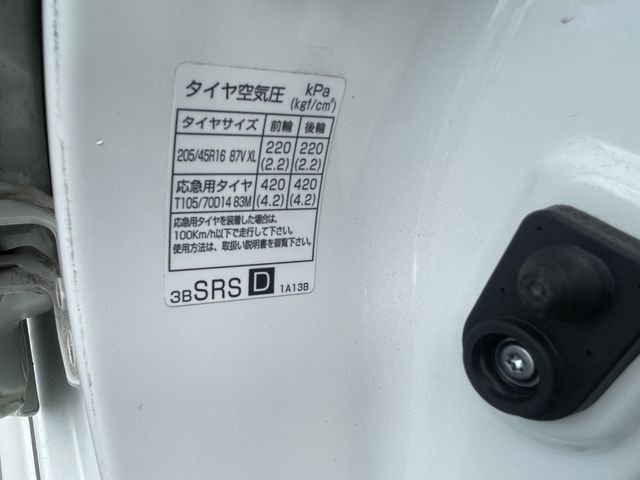 タイヤ空気圧 kPa
(kgf/cm²)
タイヤサイズ 前輪 後輪
205/45R16 87V XL 220 220
(2.2) (2.2)
応急用タイヤ 420 420
T105/70D14 83M (4.2) (4.2)
応急用タイヤを装着した場合は、
100Km/h以下で走行して下さい。
使用方法は、取扱い説明書を御覧下さい。
3BSRS D 1A13B